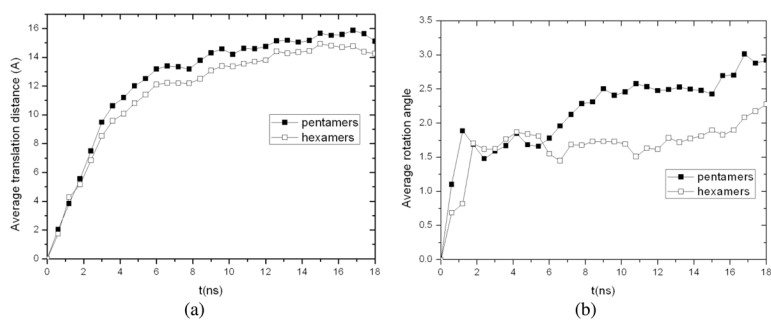 16
14
12
10
8
6
4
2
0
Average translation distance (A)
pentamers
hexamers
0 2 4 6 8 10 12 14 16 18
t(ns)
(a)
3.5
3.0
2.5
2.0
1.5
1.0
0.5
0.0
Average rotation angle
pentamers
hexamers
0 2 4 6 8 10 12 14 16 18
t(ns)
(b)